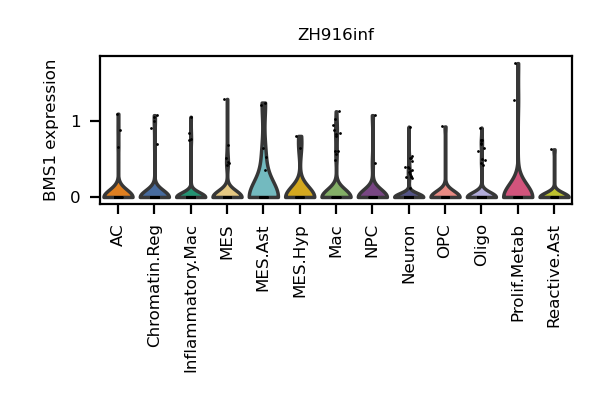 ZH916inf
BMS1 expression
1
0
AC
Chromatin.Reg
Inflammatory.Mac
MES
MES.Ast
MES.Hyp
Mac
NPC
Neuron
OPC
Oligo
Prolif.Metab
Reactive.Ast